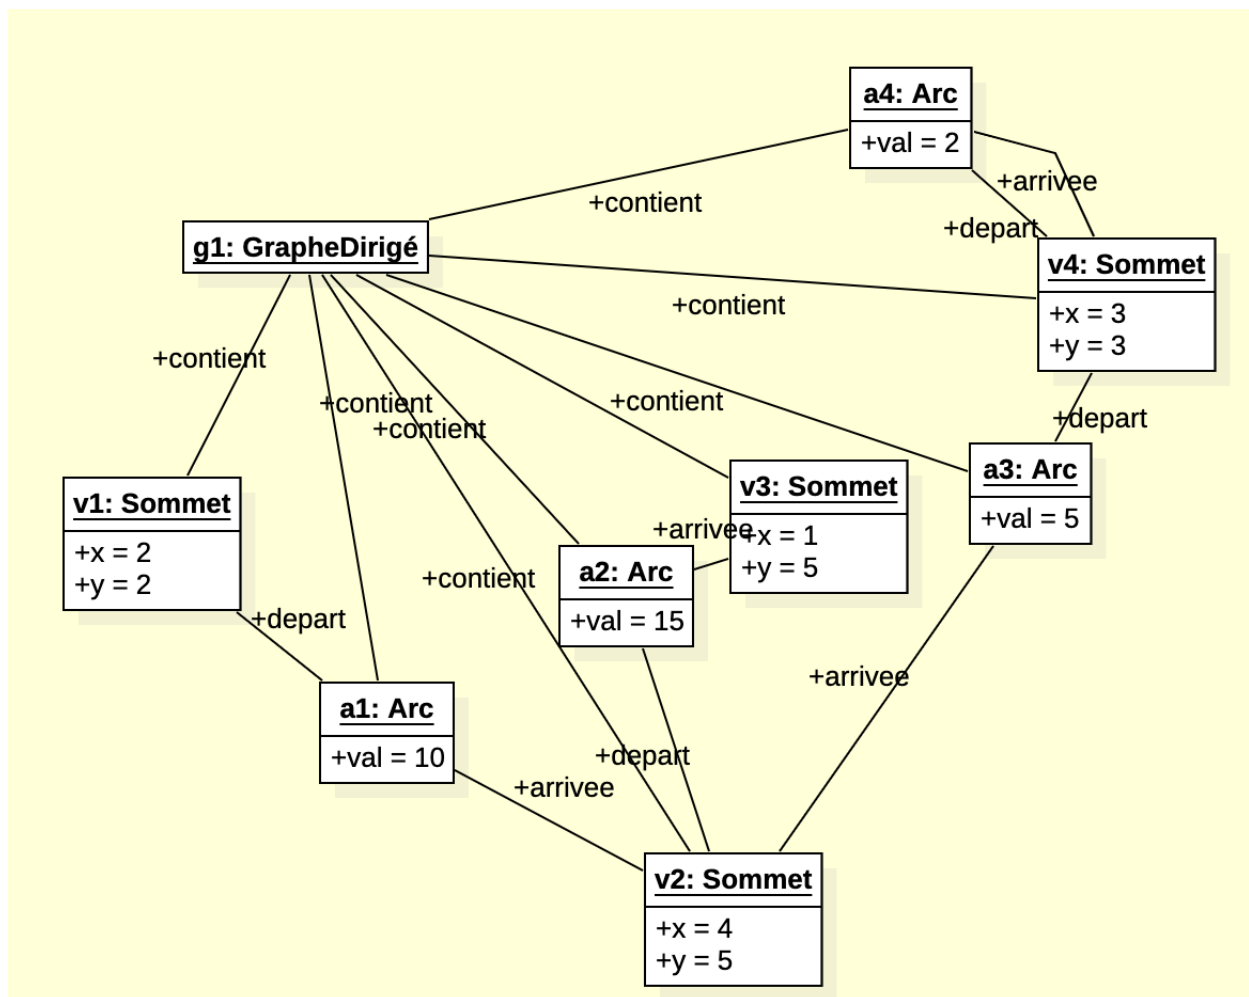 a4: Arc
+val = 2
+arrivee
+contient
+depart
g1: GrapheDirigé
v4: Sommet
+x = 3
+y = 3
+contient
+contient
+contient
+contient
+contient
+depart
v1: Sommet
+x = 2
+y = 2
v3: Sommet
+x = 1
+y = 5
a3: Arc
+val = 5
+arrivee
a2: Arc
+val = 15
+contient
+depart
a1: Arc
+val = 10
+arrivee
+depart
+arrivee
v2: Sommet
+x = 4
+y = 5